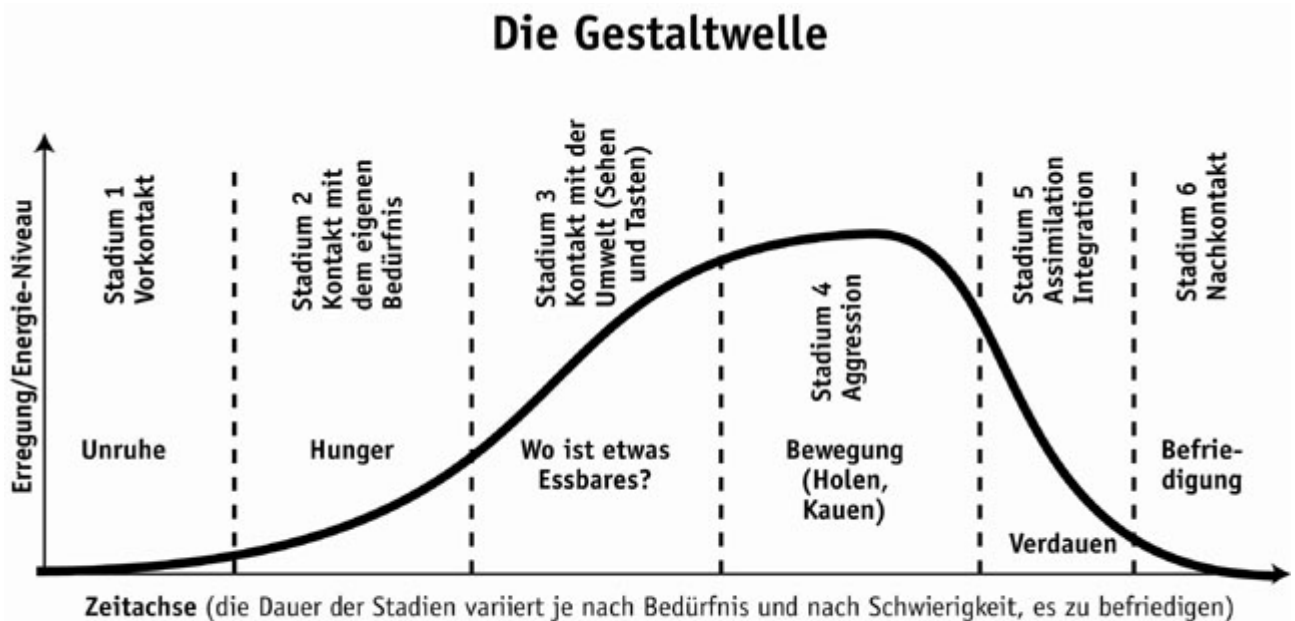 Die Gestaltwelle
Erregung/Energie-Niveau
Stadium 1
Vorkontakt
Stadium 2
Kontakt mit
dem eigenen
Bedürfnis
Stadium 3
Kontakt mit der
Umwelt (Sehen
und Tasten)
Stadium 4
Aggression
Stadium 5
Assimilation
Integration
Stadium 6
Nachkontakt
Unruhe
Hunger
Wo ist etwas
Essbares?
Bewegung
(Holen,
Kauen)
Verdauen
Befrie-
digung
Zeitachse (die Dauer der Stadien variiert je nach Bedürfnis und nach Schwierigkeit, es zu befriedigen)